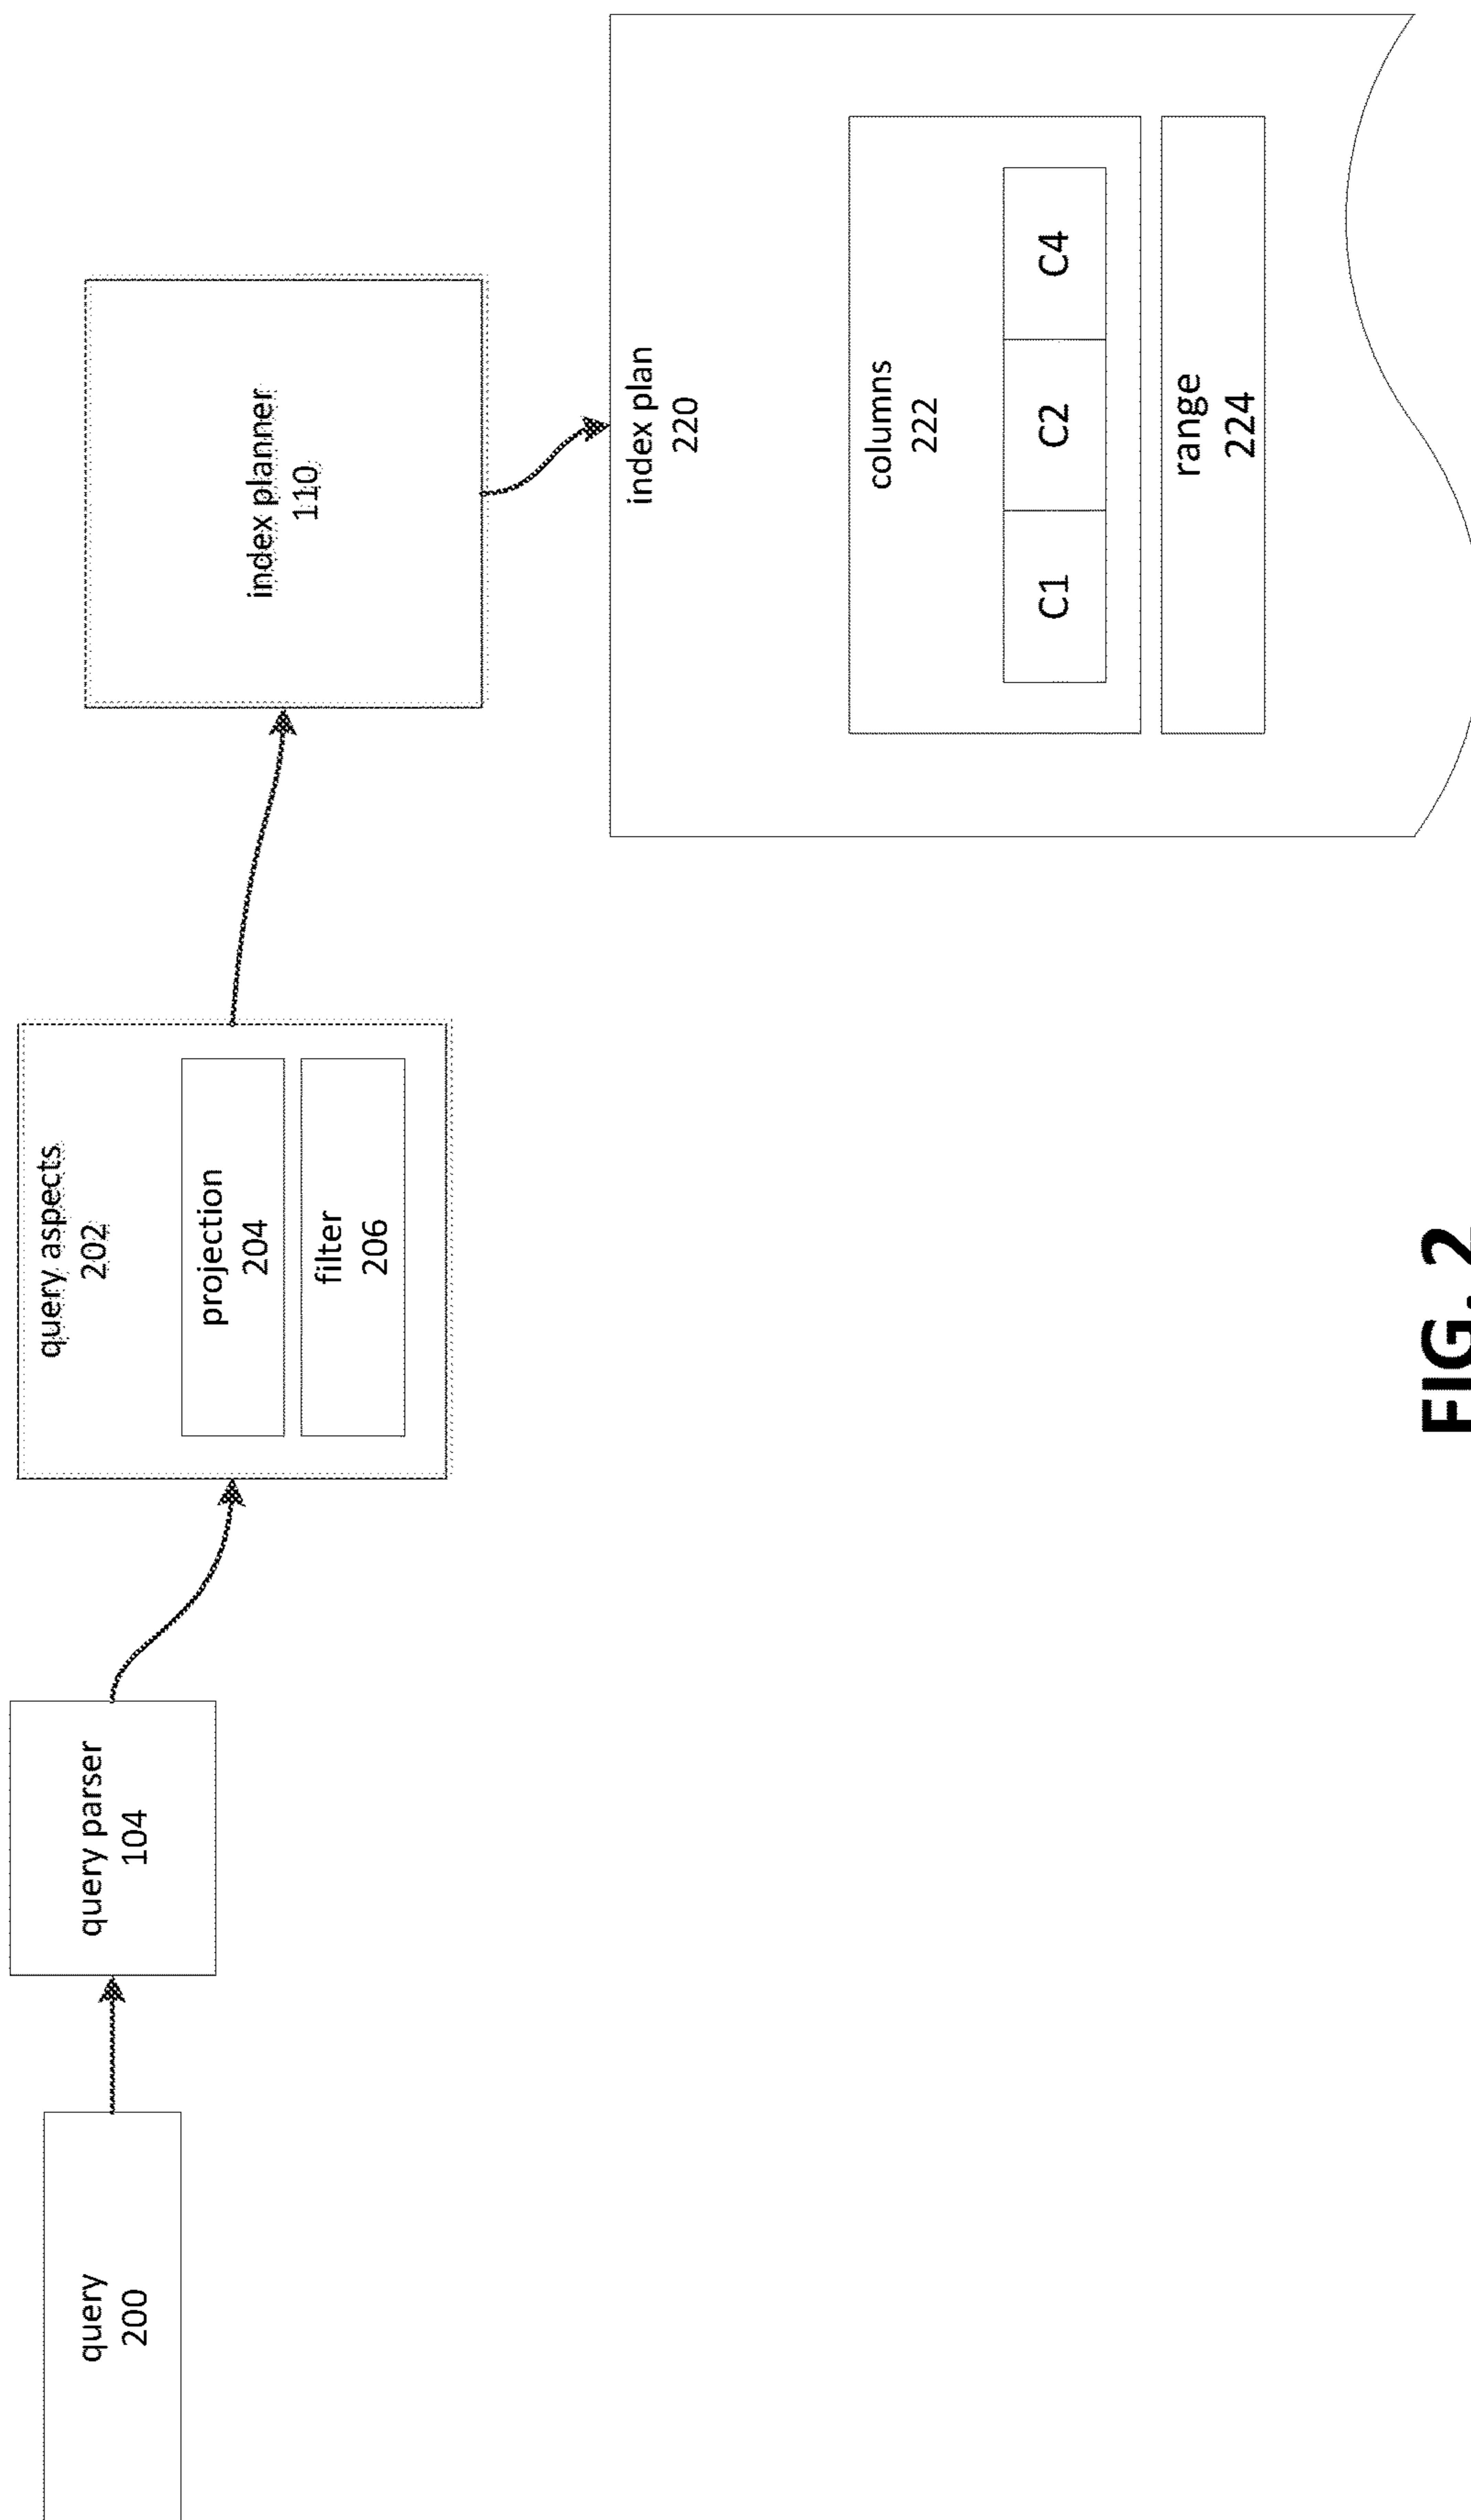 query
200
query parser
104
query aspects
202
projection
204
filter
206
index planner
110
index plan
220
columns
222
C1 C2 C4
range
224
FIG. 2